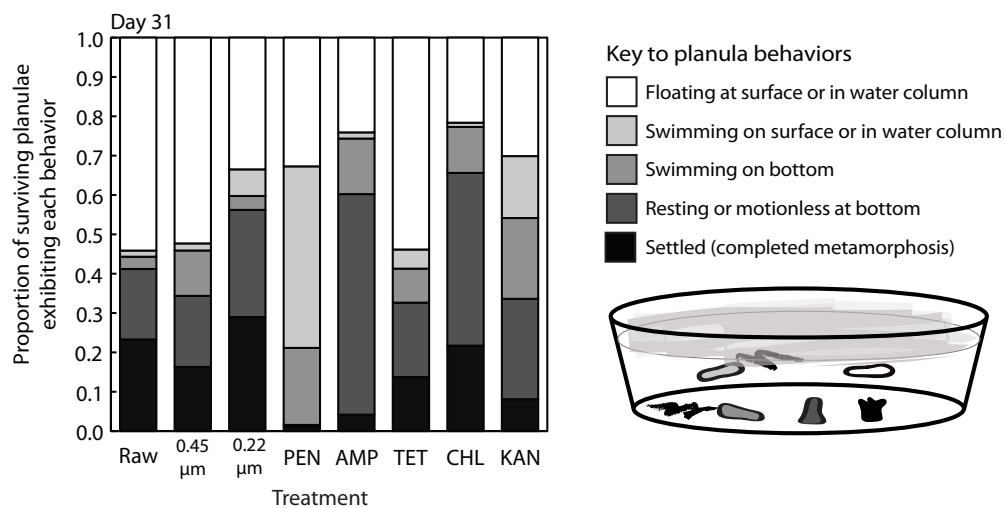 Day 31
Proportion of surviving planulae
exhibiting each behavior
1.0
0.9
0.8
0.7
0.6
0.5
0.4
0.3
0.2
0.1
0.0
Raw
0.45
µm
0.22
µm
PEN
AMP
TET
CHL
KAN
Treatment
Key to planula behaviors
Floating at surface or in water column
Swimming on surface or in water column
Swimming on bottom
Resting or motionless at bottom
Settled (completed metamorphosis)